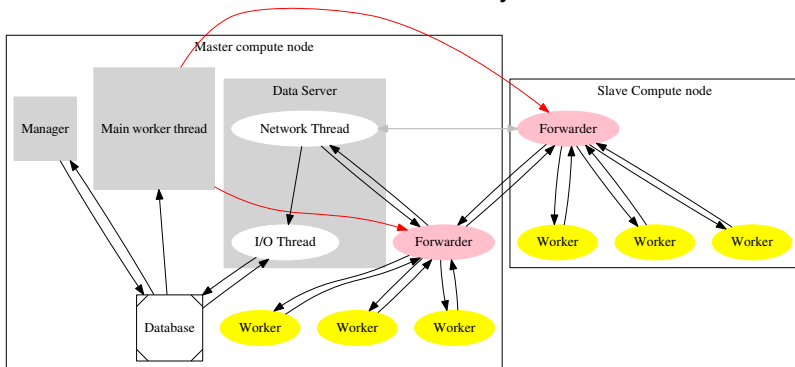 Master compute node
Slave Compute node
Data Server
Manager
Main worker thread
Network Thread
Forwarder
I/O Thread
Forwarder
Worker
Worker
Worker
Database
Worker
Worker
Worker